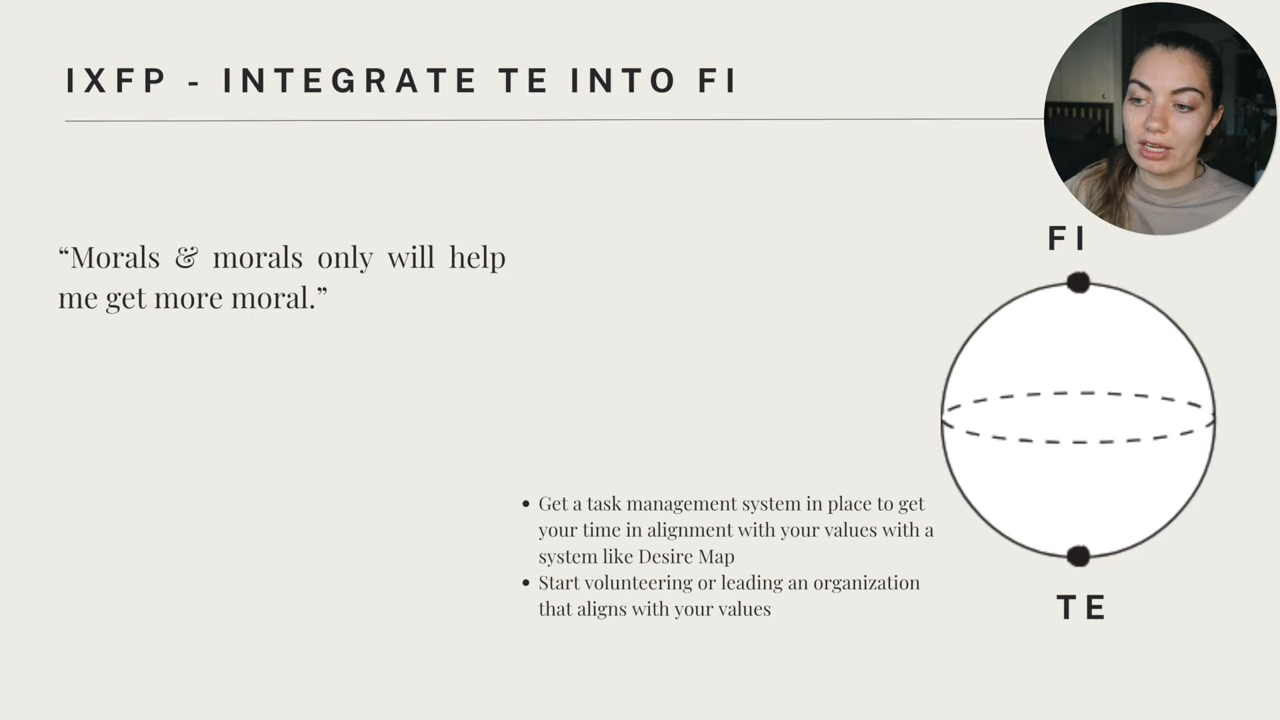 IXFP - INTEGRATE TE INTO FI
“Morals & morals only will help
me get more moral.”
FI
Get a task management system in place to get
your time in alignment with your values with a
system like Desire Map
Start volunteering or leading an organization
that aligns with your values
TE